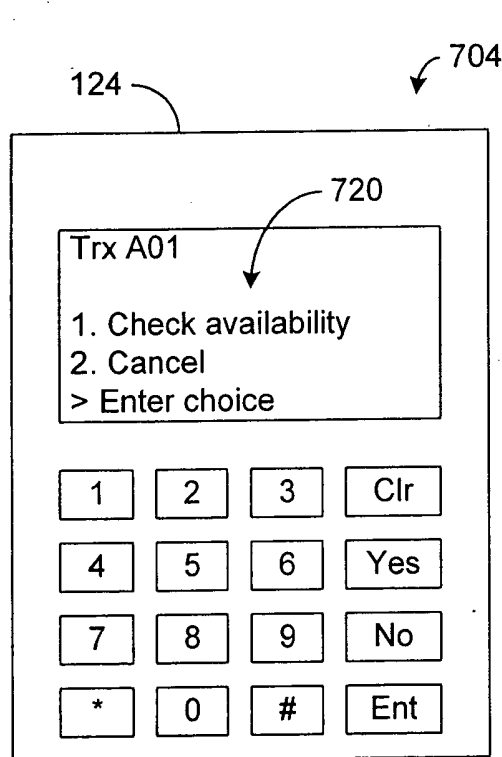 704
124
720
Trx A01
1. Check availability
2. Cancel
> Enter choice
1 2 3 Clr
4 5 6 Yes
7 8 9 No
* 0 # Ent